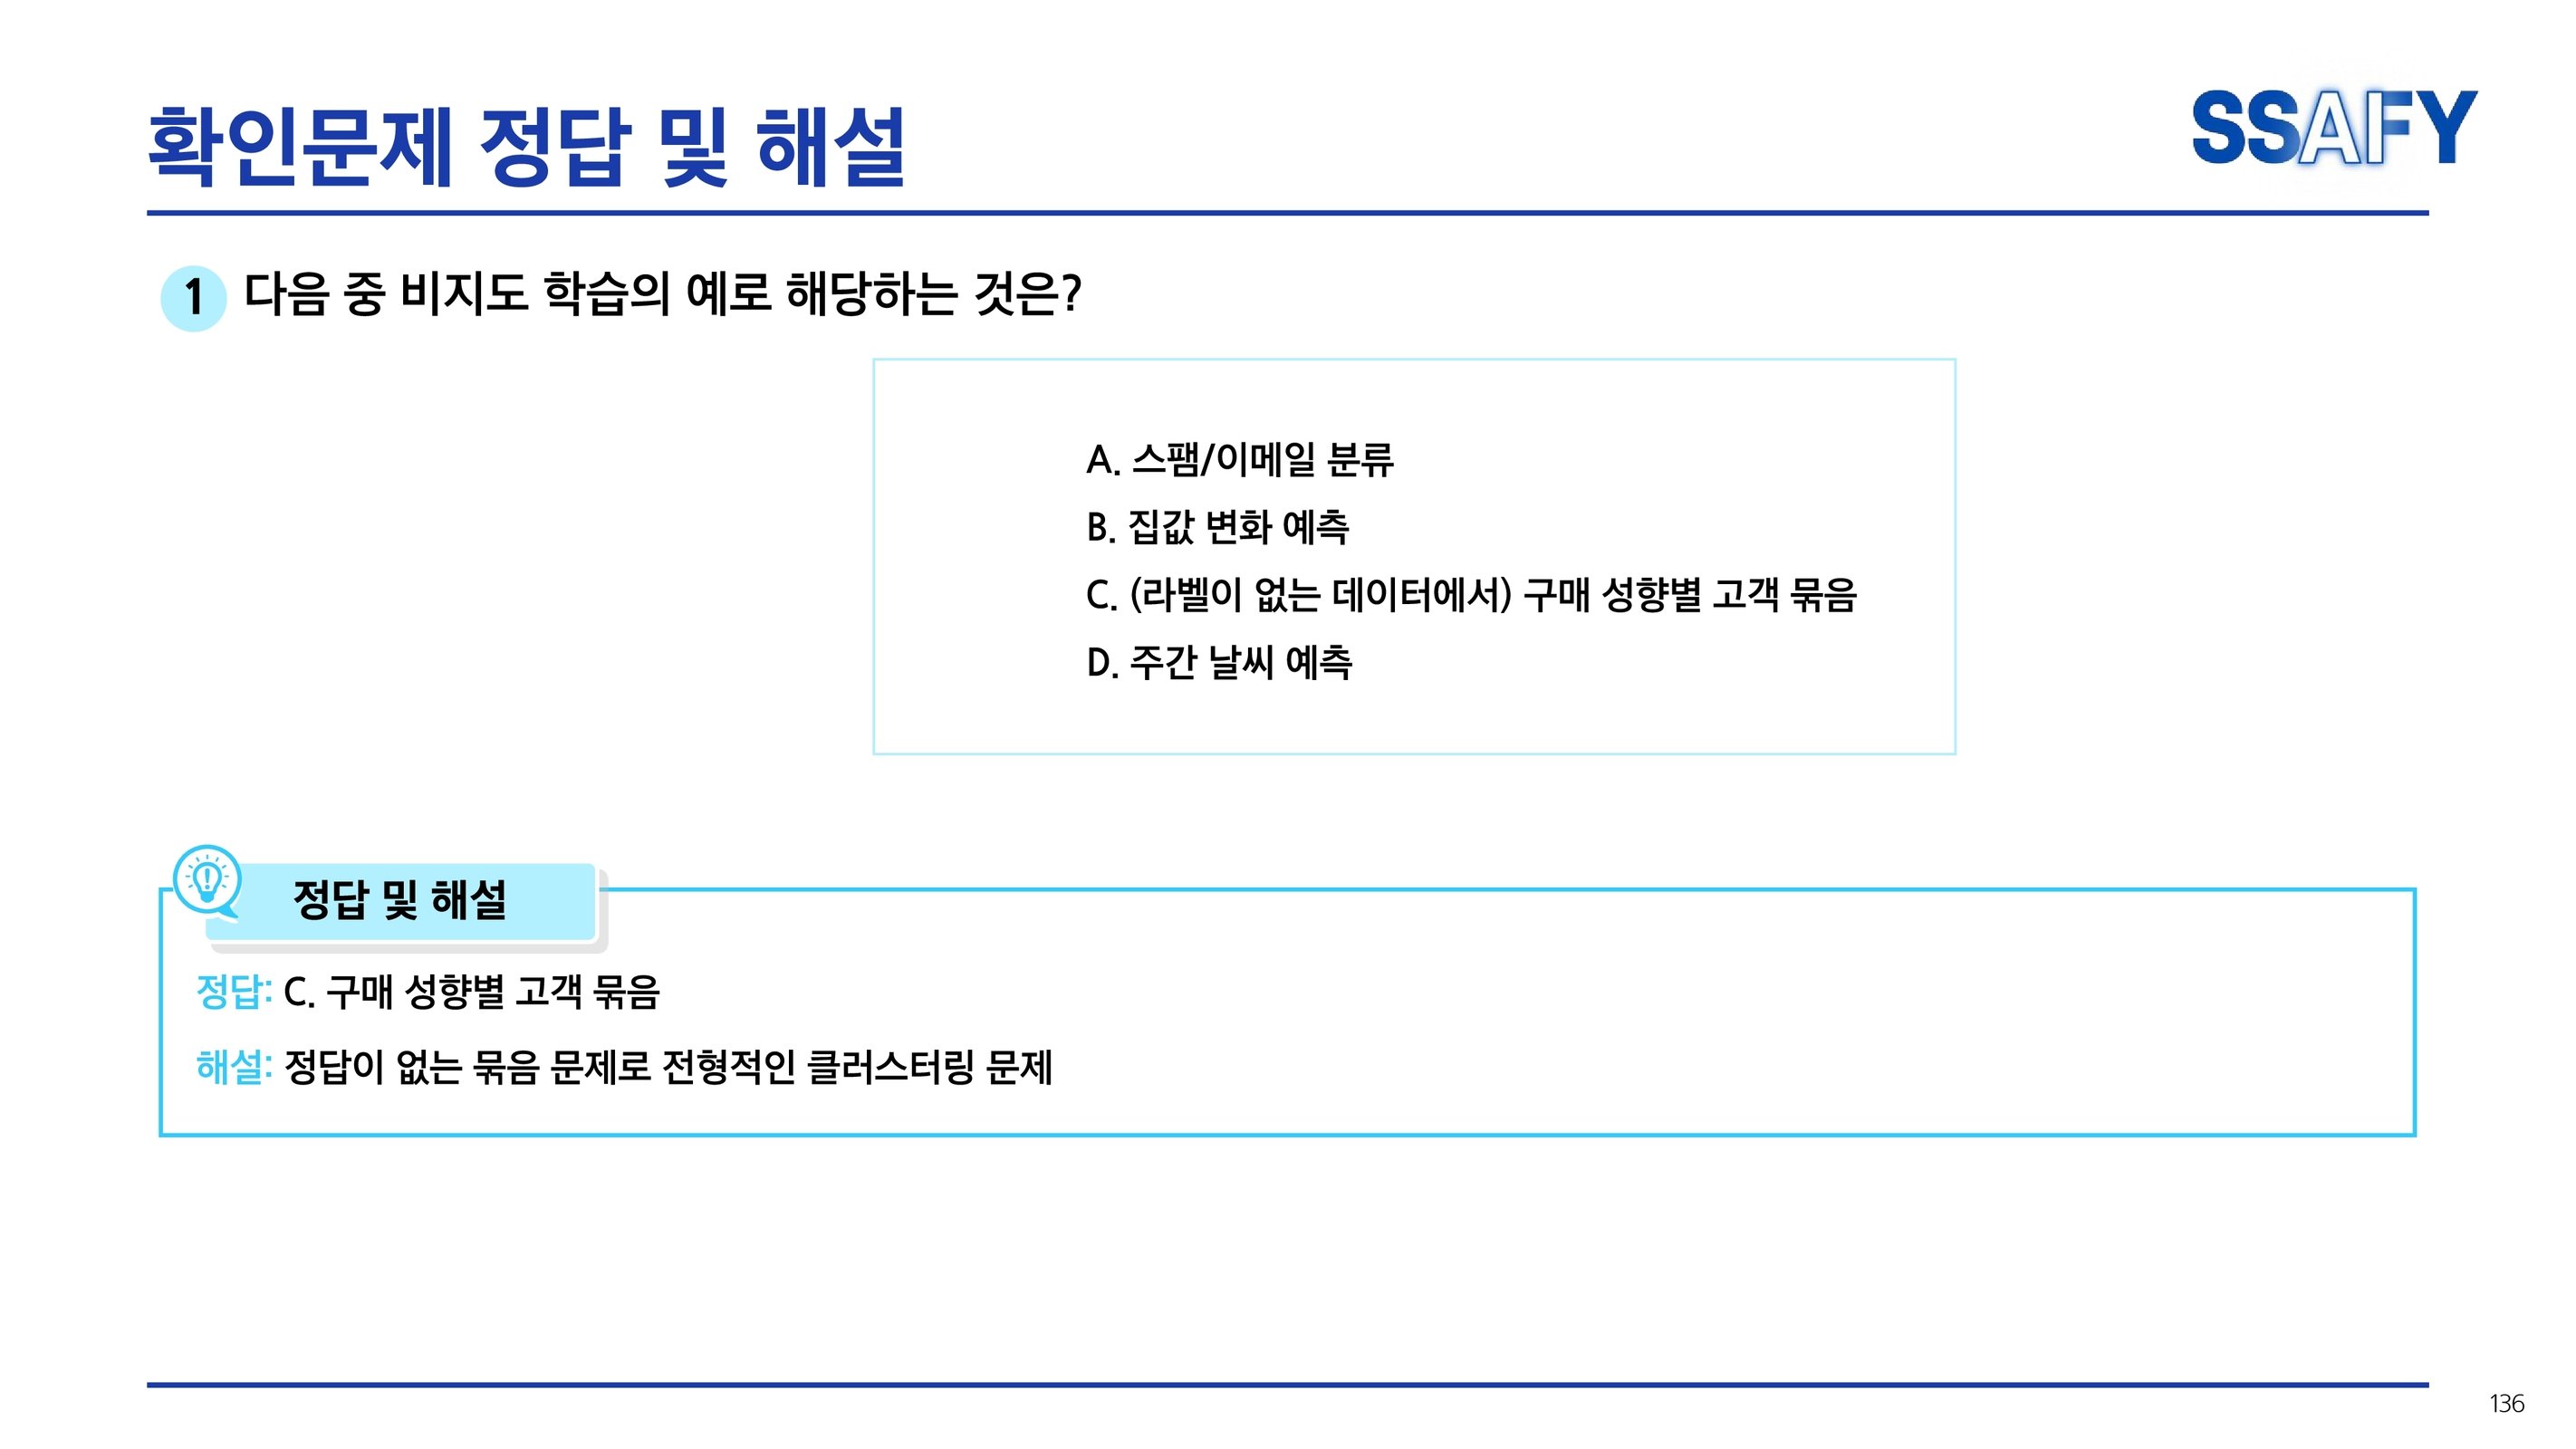 확인문제 정답 및 해설
SSAFY
1 다음 중 비지도 학습의 예로 해당하는 것은?
A. 스팸/이메일 분류
B. 집값 변화 예측
C. (라벨이 없는 데이터에서) 구매 성향별 고객 묶음
D. 주간 날씨 예측
정답 및 해설
정답: C. 구매 성향별 고객 묶음
해설: 정답이 없는 묶음 문제로 전형적인 클러스터링 문제
136